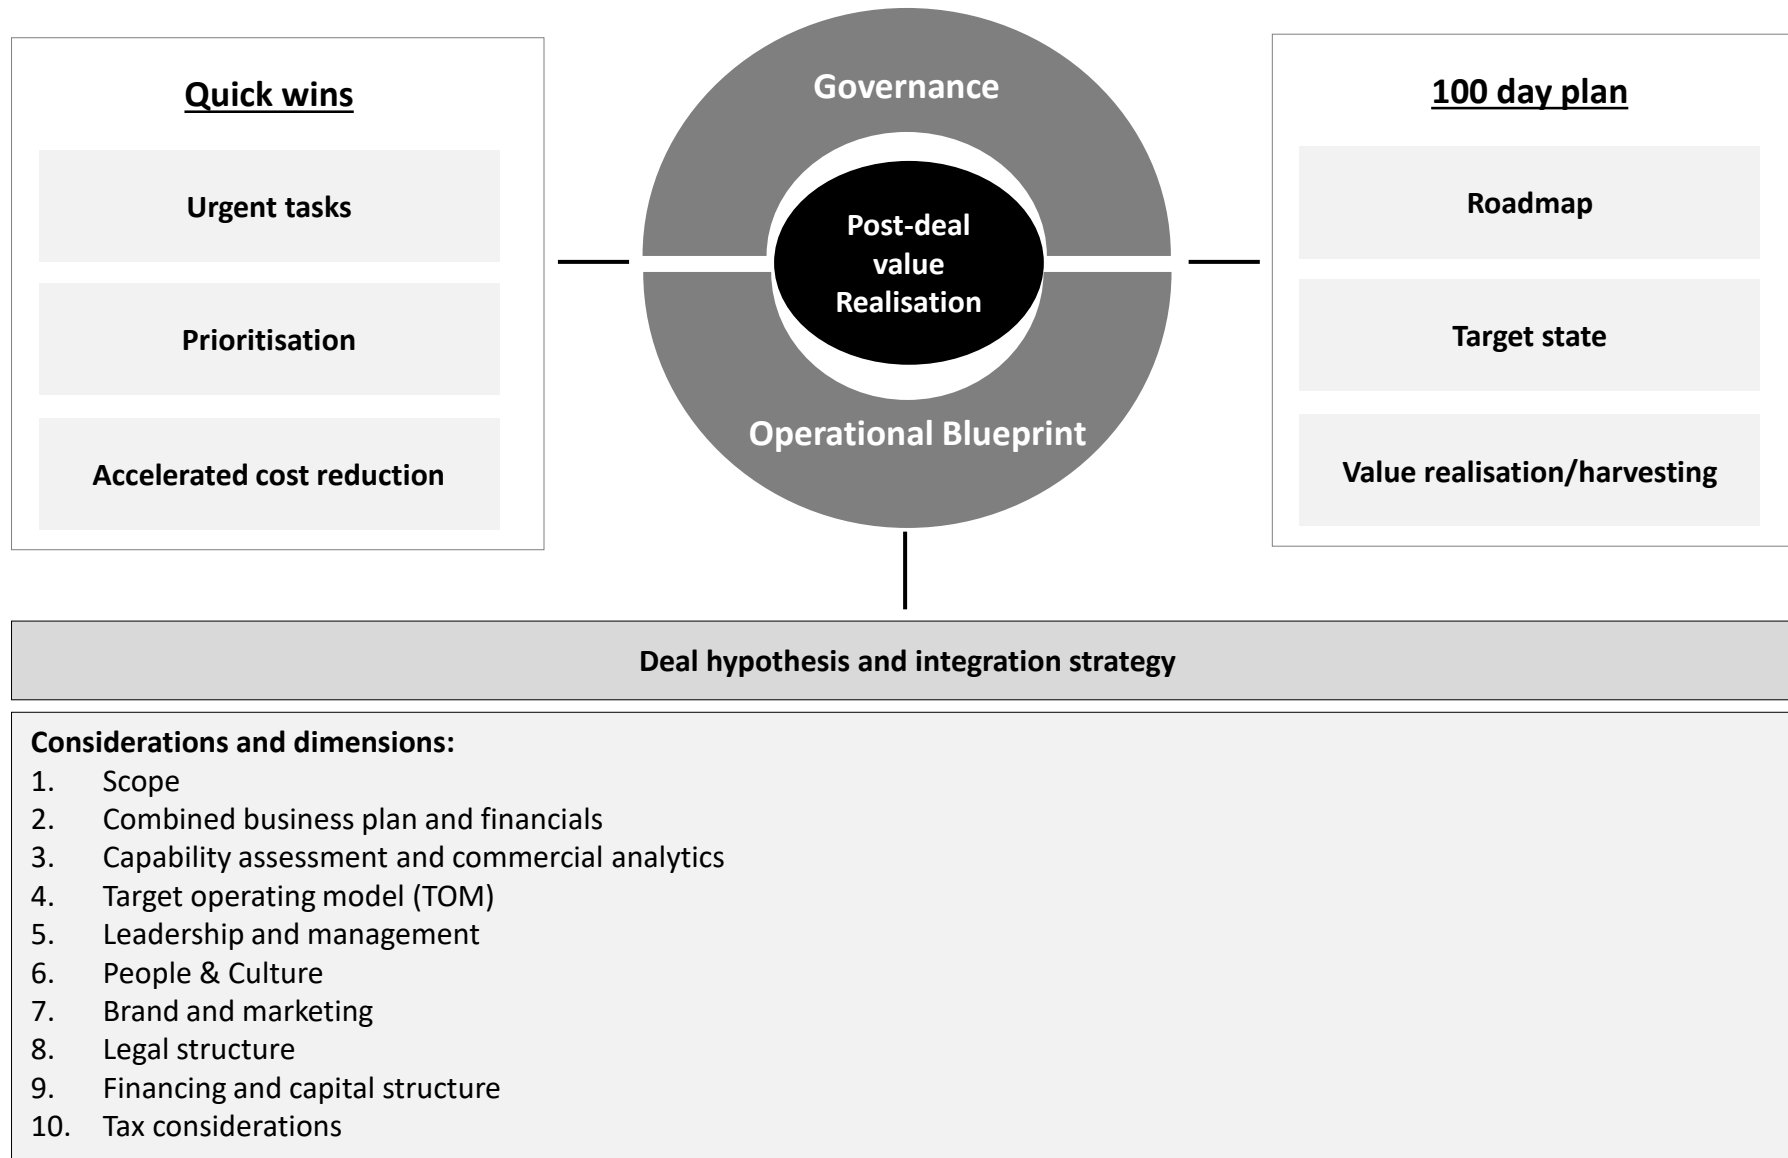 Quick wins
Urgent tasks
Prioritisation
Accelerated cost reduction
Governance
Post-deal
value
Realisation
Operational Blueprint
100 day plan
Roadmap
Target state
Value realisation/harvesting
Deal hypothesis and integration strategy
Considerations and dimensions:
1. Scope
2. Combined business plan and financials
3. Capability assessment and commercial analytics
4. Target operating model (TOM)
5. Leadership and management
6. People & Culture
7. Brand and marketing
8. Legal structure
9. Financing and capital structure
10. Tax considerations